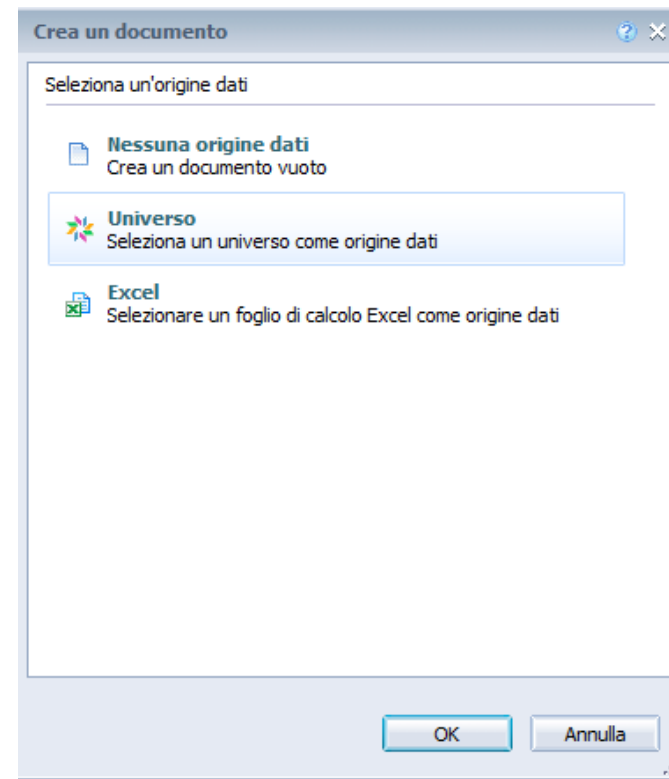 Crea un documento
Seleziona un'origine dati
Nessuna origine dati
Crea un documento vuoto
Universo
Seleziona un universo come origine dati
Excel
Selezionare un foglio di calcolo Excel come origine dati
OK Annulla